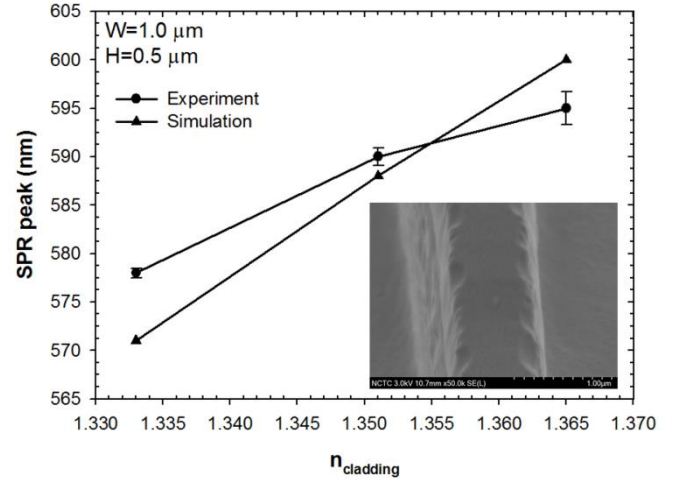 605
600
595
590
585
580
575
570
565
SPR peak (nm)
W=1.0 μm
H=0.5 μm
Experiment
Simulation
NCTC 3.0kV 10.7mm x50.0k SE(L)
1.00μm
1.330 1.335 1.340 1.345 1.350 1.355 1.360 1.365 1.370
n cladding